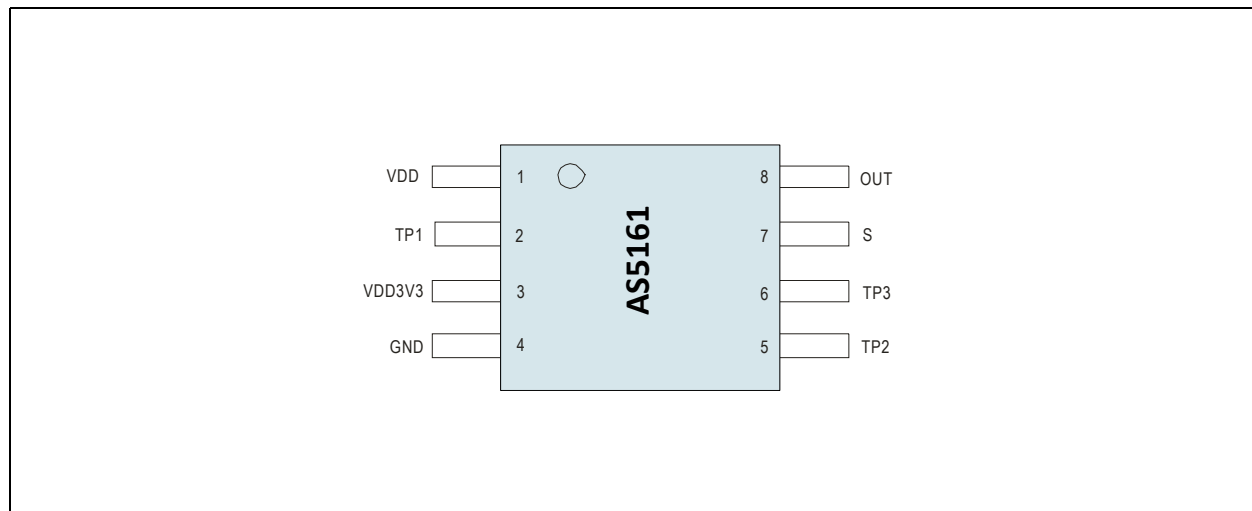 VDD 1 8 OUT
TP1 2 7 S
VDD3V3 3 6 TP3
GND 4 5 TP2
AS5161